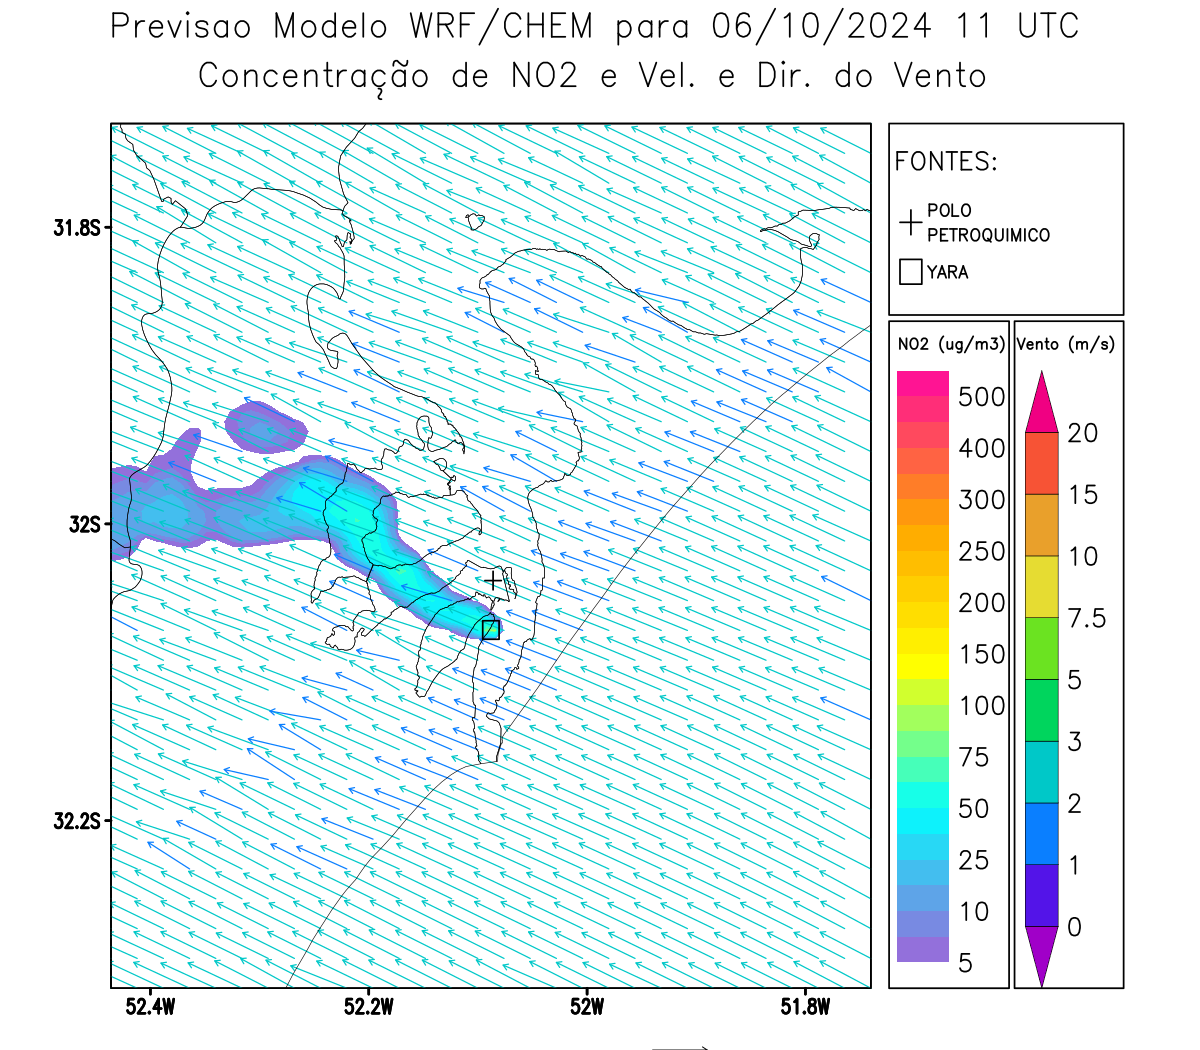 Previsao Modelo WRF/CHEM para 06/10/2024 11 UTC
Concentração de NO2 e Vel. e Dir. do Vento
FONTES:
POLO
PETROQUIMICO
YARA
NO2 (ug/m3)
500
400
300
250
200
150
100
75
50
25
10
5
Vento (m/s)
20
15
10
7.5
5
3
2
1
0
31.8S
32S
32.2S
52.4W
52.2W
52W
51.8W